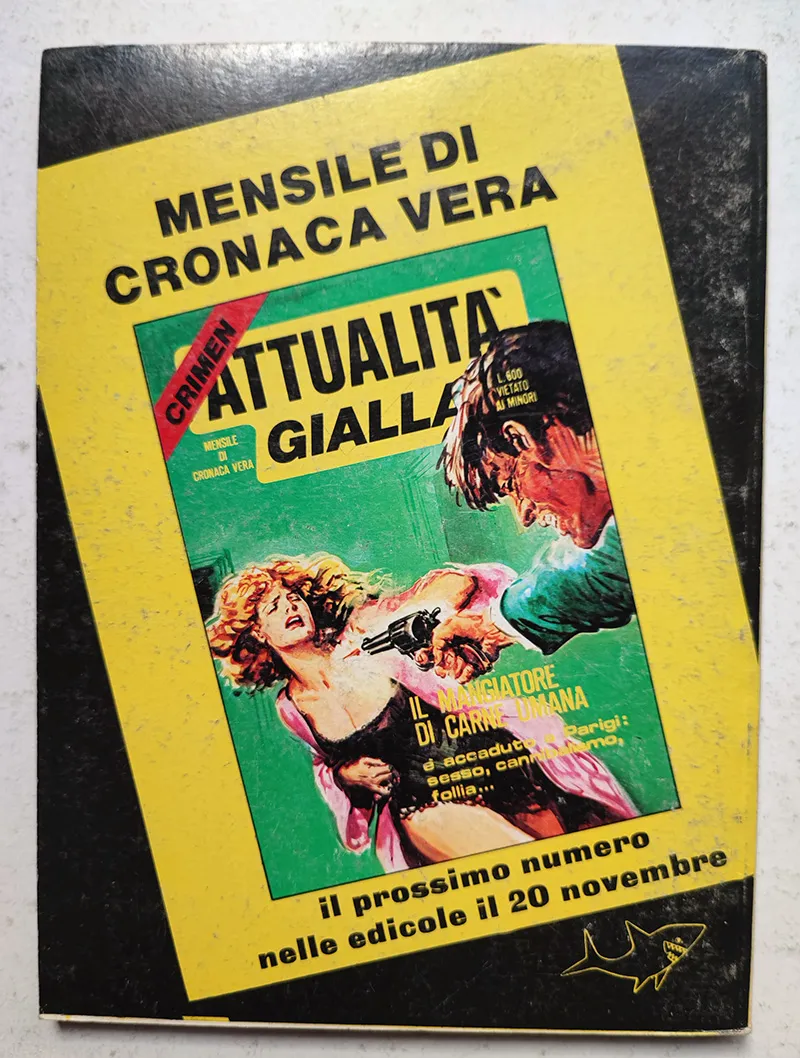 MENSILE DI
CRONACA VERA
CRIMEN
ATTUALITÀ
GIALLA
L. 600
VIETATO
AI MINORI
MENSILE
DI
CRONACA VERA
IL MANGIATORE
DI CARNE UMANA
è accaduto a Parigi:
sesso, cannibalismo,
follia...
il prossimo numero
nelle edicole il 20 novembre